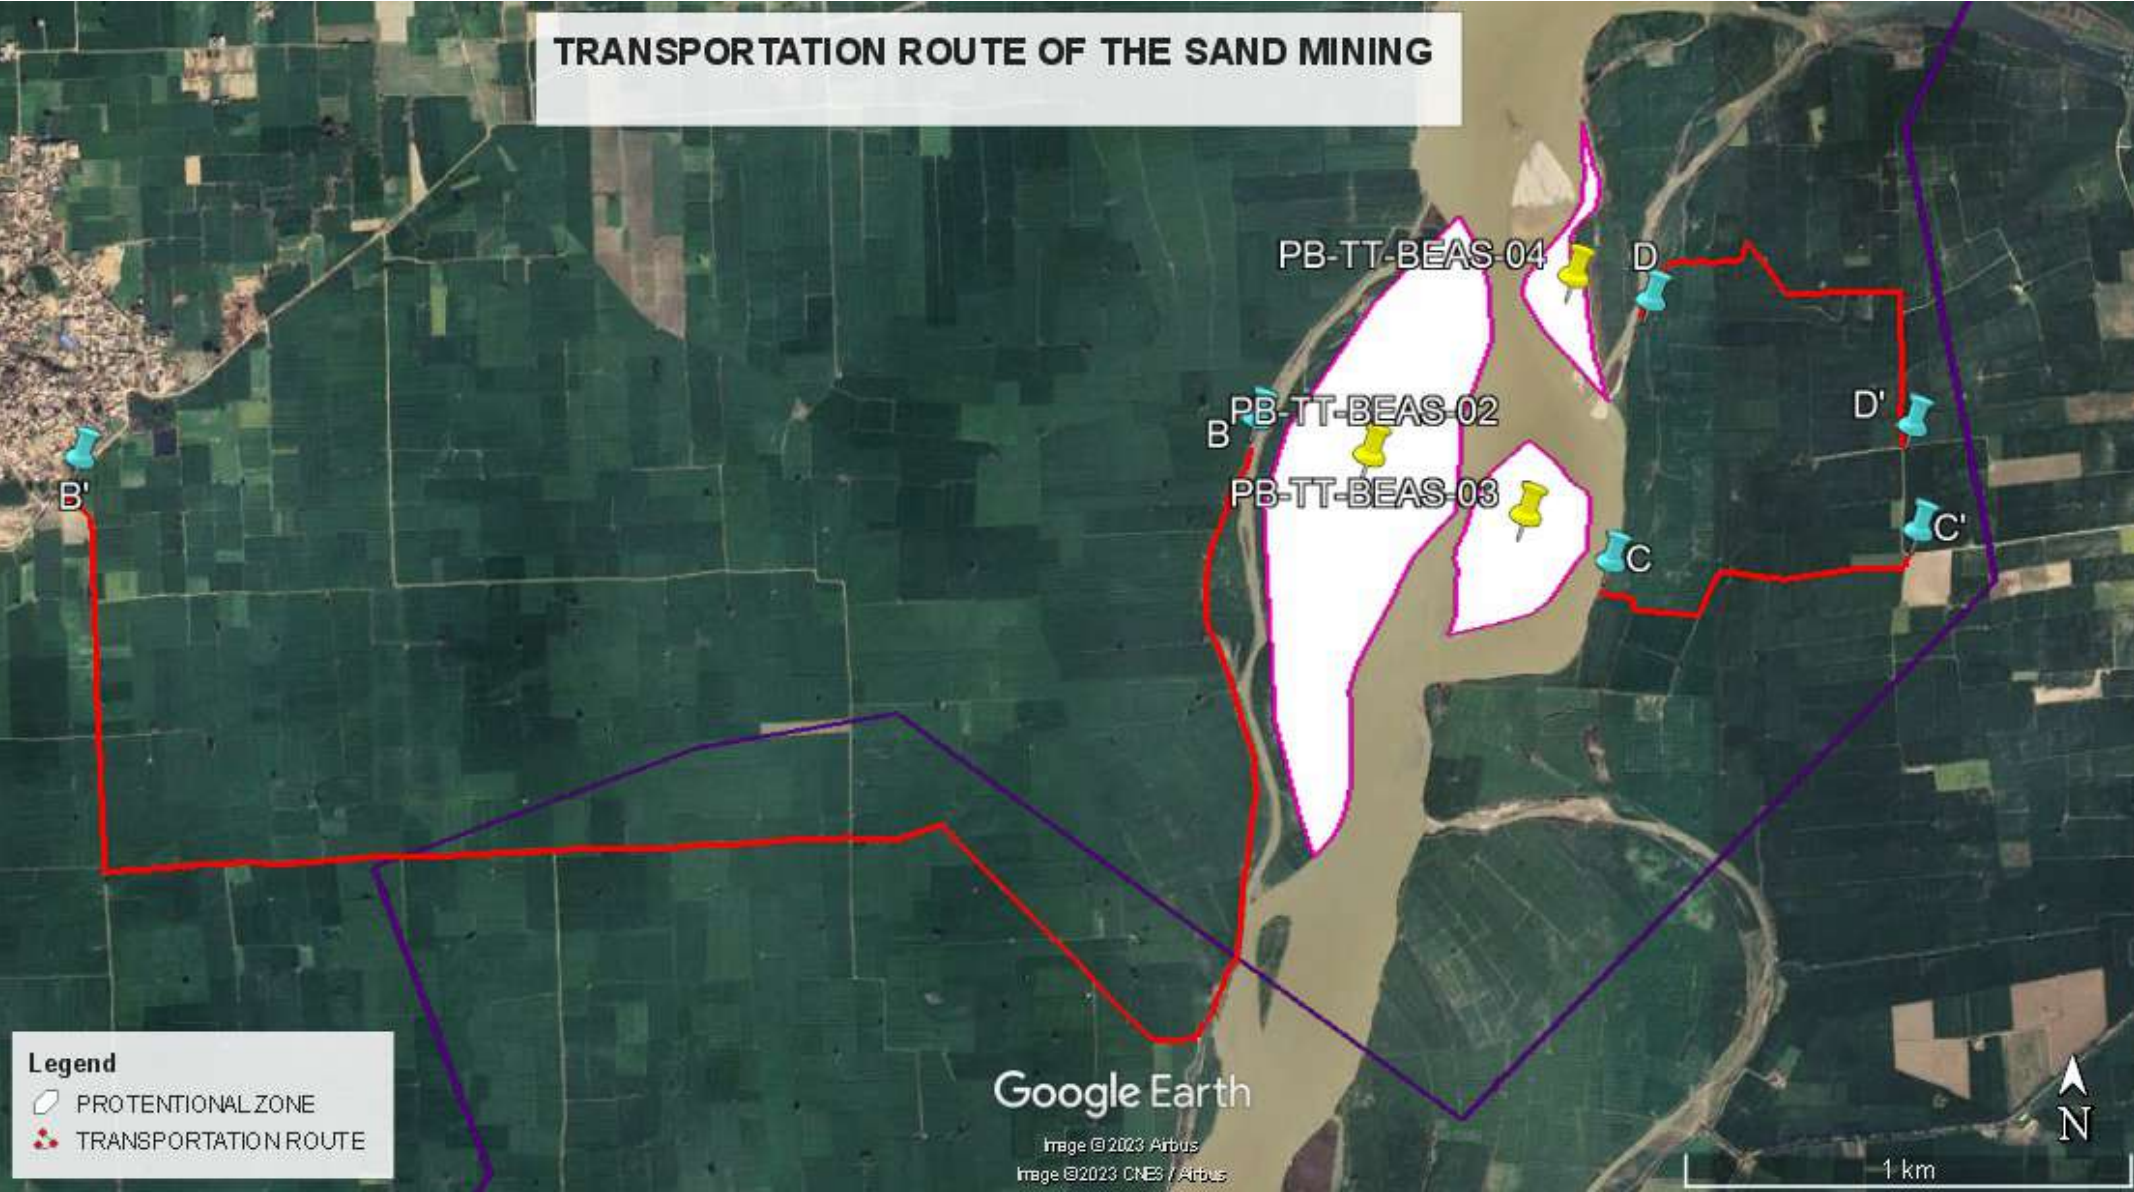 TRANSPORTATION ROUTE OF THE SAND MINING
PB-TT-BEAS-04
D
PB-TT-BEAS-02
D'
B
B'
PB-TT-BEAS-03
C'
C
Legend
PROTENTIONAL ZONE
TRANSPORTATION ROUTE
Google Earth
Image © 2023 Airbus
Image © 2023 CNES / Airbus
N
1 km